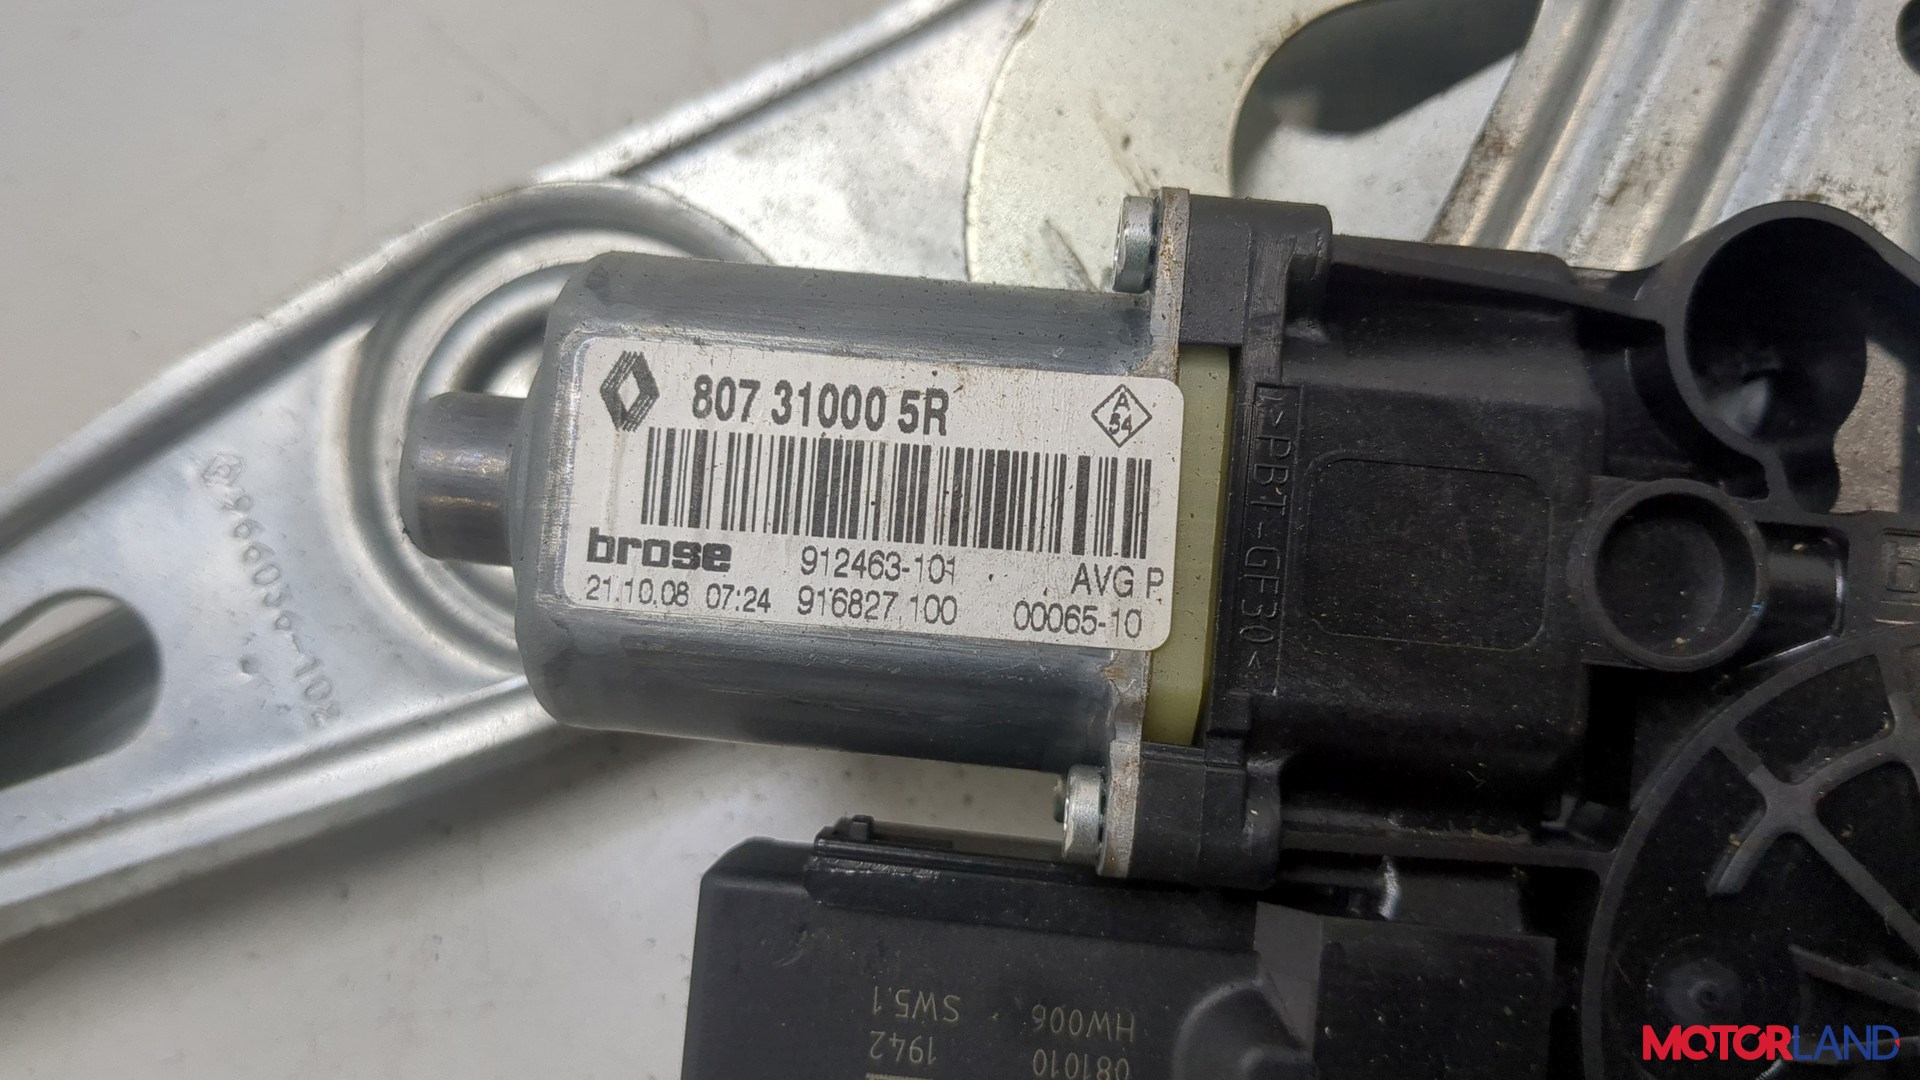 807 31000 5R
A
54
brose 912463-101 AVG P
21.10.08 07:24 916827.100 00065-10
>PBT-GF30<
HW006 SW5.1
081010 1942
MOTORLAND